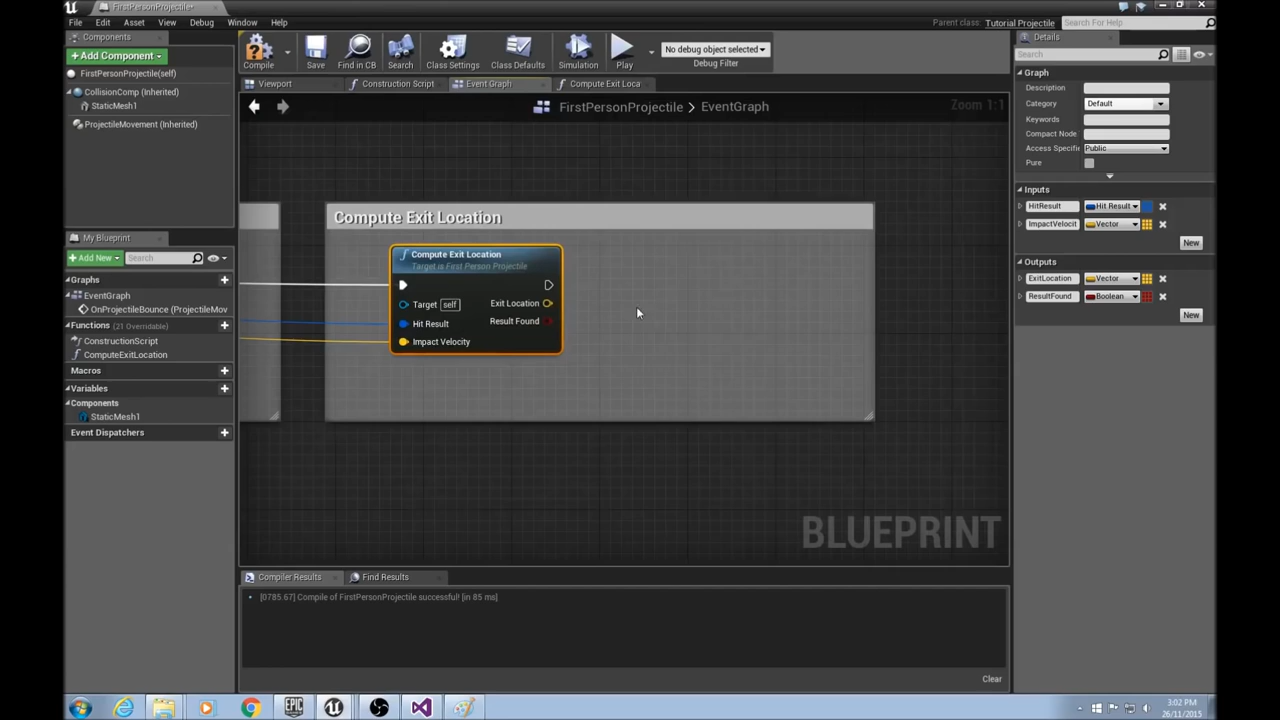 FirstPersonProjectile*
File Edit Asset View Debug Window Help
Parent class: Tutorial Projectile Search For Help
Components
+ Add Component
FirstPersonProjectile(self)
CollisionComp (Inherited)
StaticMesh1
ProjectileMovement (Inherited)
Compile Save Find in CB Search Class Settings Class Defaults Simulation Play
No debug object selected
Debug Filter
Viewport Construction Script Event Graph Compute Exit Loca
FirstPersonProjectile > EventGraph
Zoom 1:1
Compute Exit Location
Compute Exit Location
Target is First Person Projectile
Target self
Exit Location
Hit Result
Result Found
Impact Velocity
BLUEPRINT
My Blueprint
+ Add New Search
Graphs
EventGraph
OnProjectileBounce (ProjectileMov
Functions (21 Overridable)
ConstructionScript
ComputeExitLocation
Macros
Variables
Components
StaticMesh1
Event Dispatchers
Compiler Results Find Results
[0785.67] Compile of FirstPersonProjectile successful! [in 85 ms]
Clear
Details
Search
Graph
Description
Category Default
Keywords
Compact Node
Access Specifi Public
Pure
Inputs
HitResult Hit Result
ImpactVelocit Vector
New
Outputs
ExitLocation Vector
ResultFound Boolean
New
EPIC
3:02 PM
26/11/2015